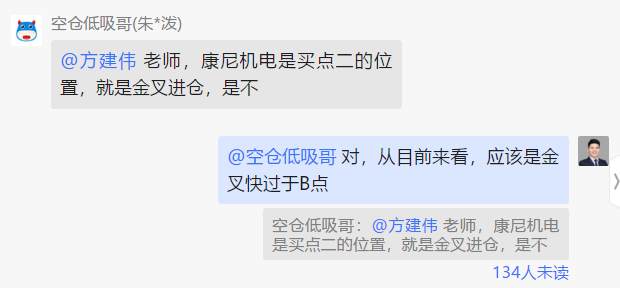 空仓低吸哥(朱*泼)
@方建伟 老师，康尼机电是买点二的位
置，就是金叉进仓，是不
@空仓低吸哥 对，从目前来看，应该是金
叉快过于B点
空仓低吸哥：@方建伟 老师，康尼机电
是买点二的位置，就是金叉进仓，是不
134人未读